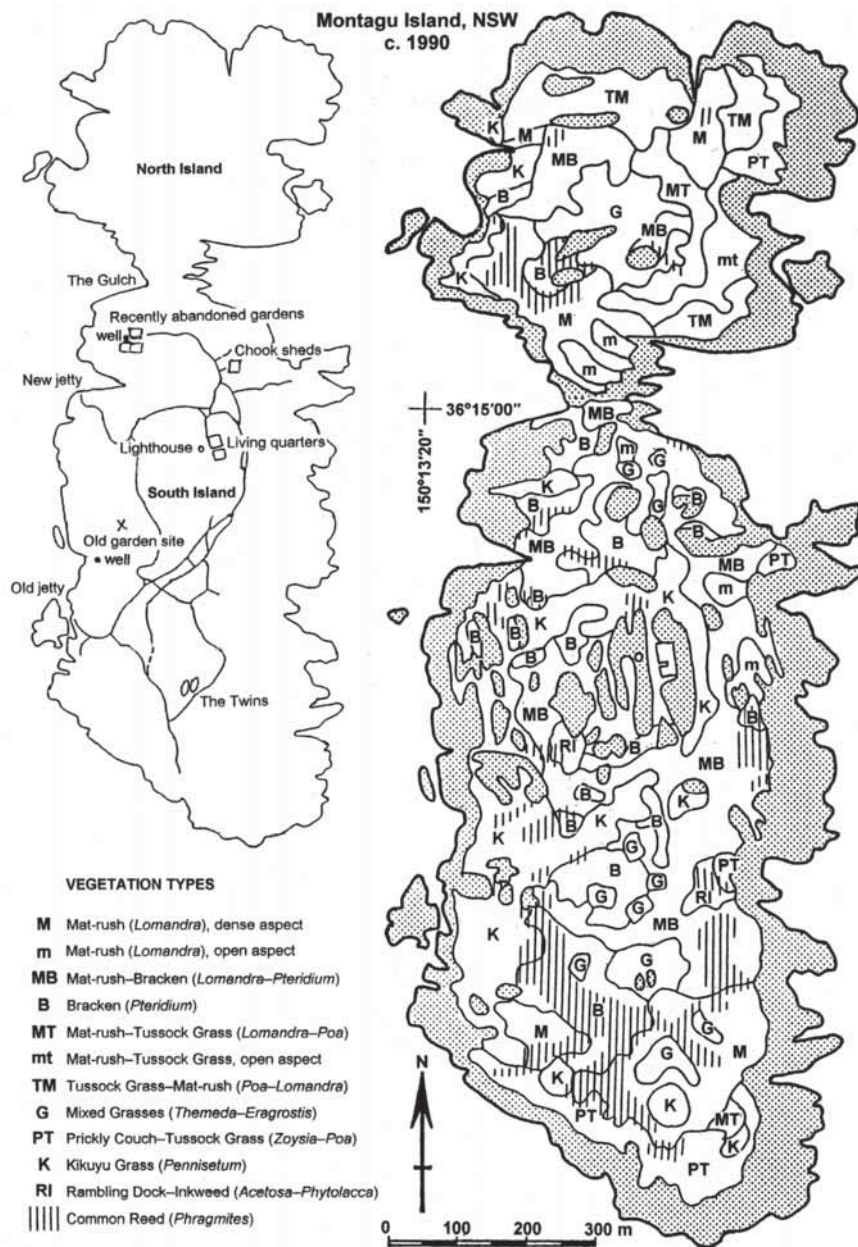 Montagu Island, NSW
c. 1990
North Island
The Gulch
Recently abandoned gardens
well
Chook sheds
New jetty
Lighthouse
Living quarters
South Island
X
Old garden site
well
Old jetty
The Twins
VEGETATION TYPES
M Mat-rush (Lomandra), dense aspect
m Mat-rush (Lomandra), open aspect
MB Mat-rush–Bracken (Lomandra–Pteridium)
B Bracken (Pteridium)
MT Mat-rush–Tussock Grass (Lomandra–Poa)
mt Mat-rush–Tussock Grass, open aspect
TM Tussock Grass–Mat-rush (Poa–Lomandra)
G Mixed Grasses (Themeda–Eragrostis)
PT Prickly Couch–Tussock Grass (Zoysia–Poa)
K Kikuyu Grass (Pennisetum)
RI Rambling Dock–Inkweed (Acetosa–Phytolacca)
Common Reed (Phragmites)
TM
K
M
M
TM
MB
PT
K
MT
B
G
MB
mt
B
K
M
TM
m
m
36°15'00"
150°13'20"
MB
B
m
G
G
K
B
G
B
B
MB
B
MB
PT
m
B
K
K
B
B
B
B
m
K
MB
B
RI
B
MB
B
K
K
B
K
B
G
PT
B
G
RI
G
G
MB
K
G
G
B
M
G
G
M
K
K
PT
MT
K
PT
N
0 100 200 300 m